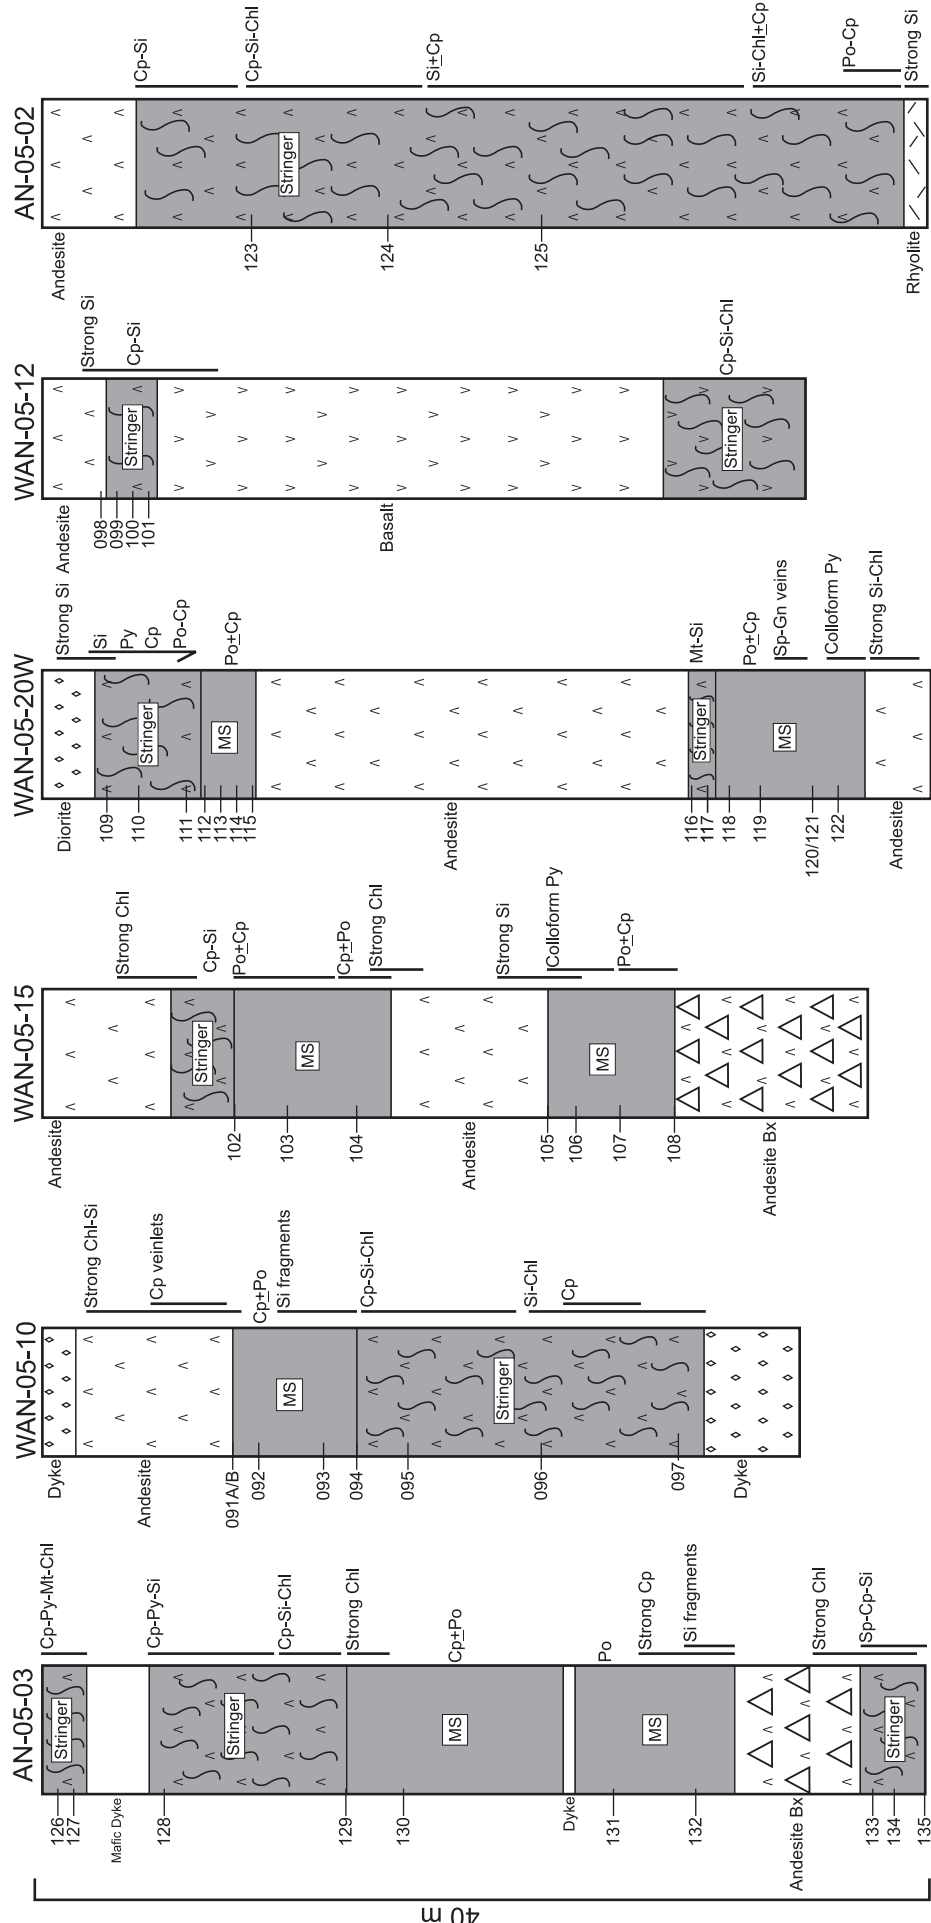 AN-05-02
Andesite
Stringer
123
124
125
Rhyolite
Cp-Si
Cp-Si-Chl
Si±Cp
Si-Chl±Cp
Po-Cp
Strong Si
WAN-05-12
Andesite
098
099
100
101
Stringer
Basalt
Stringer
Strong Si
Cp-Si
Cp-Si-Chl
WAN-05-20W
Diorite
109
110
111
112
113
114
115
Stringer
MS
Andesite
116
117
118
119
120/121
122
Stringer
MS
Andesite
Strong Si
Si
Py
Cp
Po-Cp
Po±Cp
Mt-Si
Po±Cp
Sp-Gn veins
Colloform Py
Strong Si-Chl
WAN-05-15
Andesite
Stringer
102
103
104
MS
Andesite
105
106
107
108
MS
Andesite Bx
Strong Chl
Cp-Si
Po±Cp
Cp±Po
Strong Chl
Strong Si
Colloform Py
Po±Cp
WAN-05-10
Dyke
Andesite
091A/B
092
093
094
095
096
097
MS
Stringer
Dyke
Strong Chl-Si
Cp veinlets
Cp±Po
Si fragments
Cp-Si-Chl
Si-Chl
Cp
AN-05-03
126
127
Stringer
Mafic Dyke
128
Stringer
129
130
MS
Dyke
131
132
MS
Andesite Bx
133
134
135
Stringer
Cp-Py-Mt-Chl
Cp-Py-Si
Cp-Si-Chl
Strong Chl
Cp±Po
Po
Strong Cp
Si fragments
Strong Chl
Sp-Cp-Si
40 m